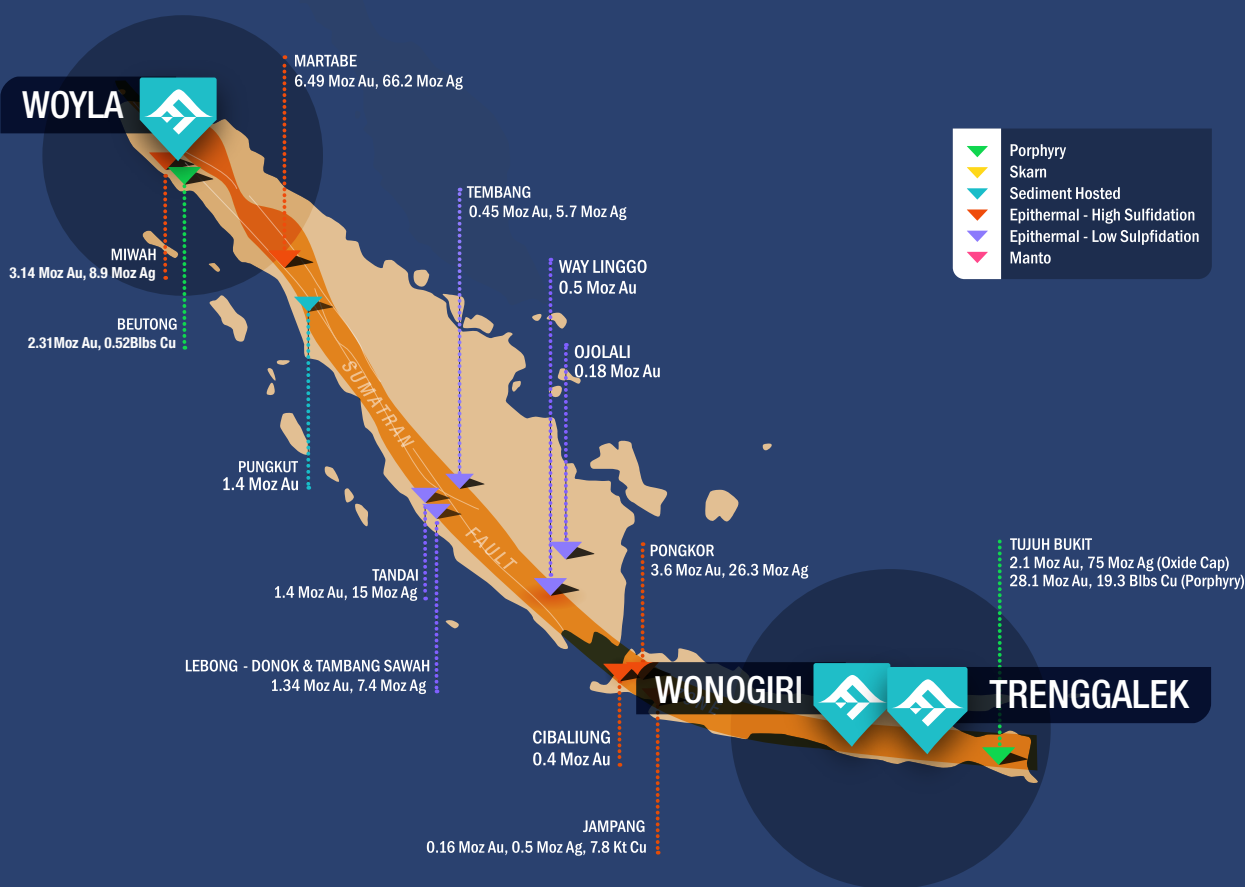 MARTABE
6.49 Moz Au, 66.2 Moz Ag
WOYLA
Porphyry
Skarn
Sediment Hosted
Epithermal - High Sulfidation
Epithermal - Low Sulpfidation
Manto
TEMBANG
0.45 Moz Au, 5.7 Moz Ag
MIWAH
3.14 Moz Au, 8.9 Moz Ag
WAY LINGGO
0.5 Moz Au
BEUTONG
2.31Moz Au, 0.52Blbs Cu
OJOLALI
0.18 Moz Au
SUMATRAN
FAULT
PUNGKUT
1.4 Moz Au
TANDAI
1.4 Moz Au, 15 Moz Ag
PONGKOR
3.6 Moz Au, 26.3 Moz Ag
TUJUH BUKIT
2.1 Moz Au, 75 Moz Ag (Oxide Cap)
28.1 Moz Au, 19.3 Blbs Cu (Porphyry)
LEBONG - DONOK & TAMBANG SAWAH
1.34 Moz Au, 7.4 Moz Ag
WONOGIRI
TRENGGALEK
CIBALIUNG
0.4 Moz Au
JAMPANG
0.16 Moz Au, 0.5 Moz Ag, 7.8 Kt Cu